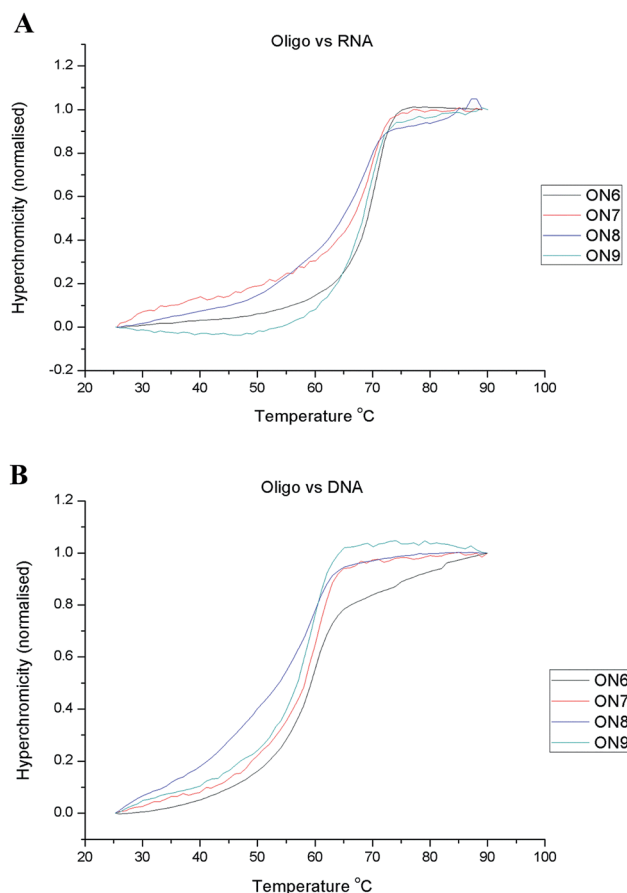 A
Oligo vs RNA
Hyperchromicity (normalised)
1.2
1.0
0.8
0.6
0.4
0.2
0.0
-0.2
20 30 40 50 60 70 80 90 100
Temperature °C
ON6
ON7
ON8
ON9
B
Oligo vs DNA
Hyperchromicity (normalised)
1.2
1.0
0.8
0.6
0.4
0.2
0.0
20 30 40 50 60 70 80 90 100
Temperature °C
ON6
ON7
ON8
ON9